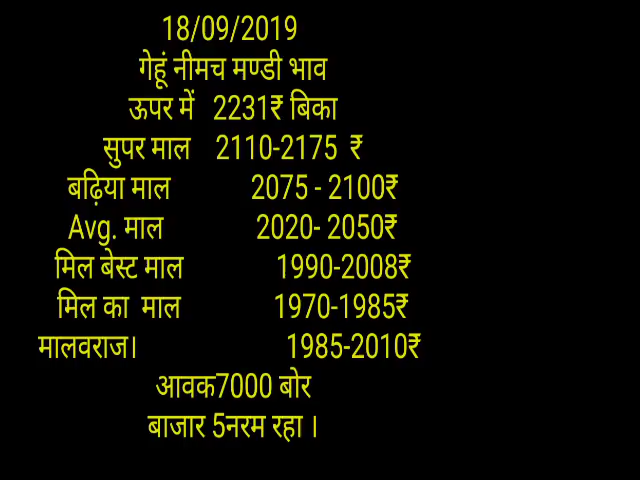 18/09/2019
गेहूं नीमच मण्डी भाव
ऊपर में 2231₹ बिका
सुपर माल 2110-2175 ₹
बढ़िया माल 2075 - 2100₹
Avg. माल 2020- 2050₹
मिल बेस्ट माल 1990-2008₹
मिल का माल 1970-1985₹
मालवराज। 1985-2010₹
आवक7000 बोर
बाजार 5नरम रहा ।